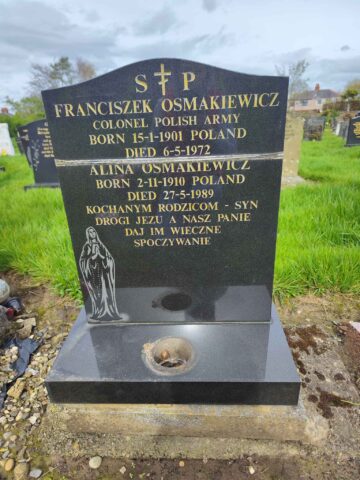 S P
FRANCISZEK OSMAKIEWICZ
COLONEL POLISH ARMY
BORN 15-1-1901 POLAND
DIED 6-5-1972
ALINA OSMAKIEWICZ
BORN 2-11-1910 POLAND
DIED 27-5-1989
KOCHANYM RODZICOM - SYN
DROGI JEZU A NASZ PANIE
DAJ IM WIECZNE
SPOCZYWANIE